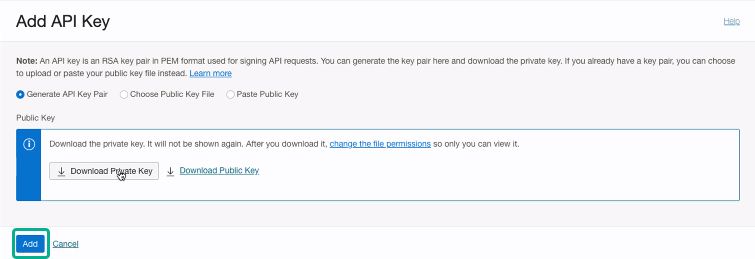 Add API Key
Help
Note: An API key is an RSA key pair in PEM format used for signing API requests. You can generate the key pair here and download the private key. If you already have a key pair, you can choose
to upload or paste your public key file instead. Learn more
Generate API Key Pair Choose Public Key File Paste Public Key
Public Key
Download the private key. It will not be shown again. After you download it, change the file permissions so only you can view it.
Download Private Key Download Public Key
Add Cancel